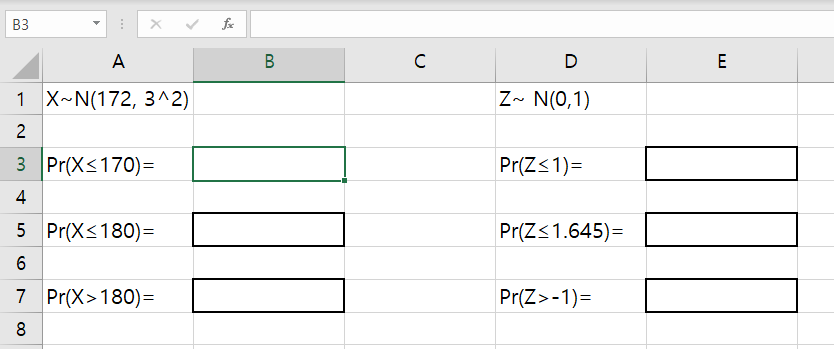 B3 fx
A B C D E
1 X~N(172, 3^2) Z~ N(0,1)
2
3 Pr(X≤170)= Pr(Z≤1)=
4
5 Pr(X≤180)= Pr(Z≤1.645)=
6
7 Pr(X>180)= Pr(Z>-1)=
8